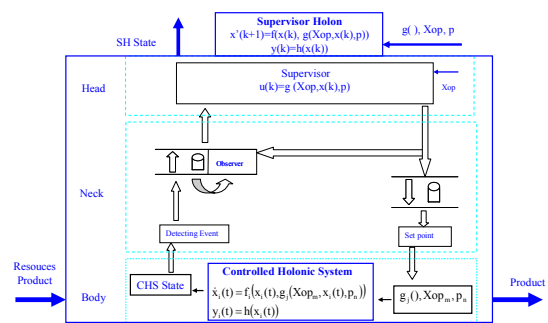 Supervisor Holon
x'(k+1)=f(x(k), g(Xop,x(k),p))
y(k)=h(x(k))
SH State
g( ), Xop, p
Head
Supervisor
u(k)=g (Xop,x(k),p)
Xop
Observer
Neck
Detecting Event
Set point
Resouces
Product
Body
CHS State
Controlled Holonic System
ẋᵢ(t) = fᵢ(xᵢ(t), gⱼ(Xopₘ, xᵢ(t), pₙ))
yᵢ(t) = h(xᵢ(t))
gⱼ(), Xopₘ, pₙ
Product